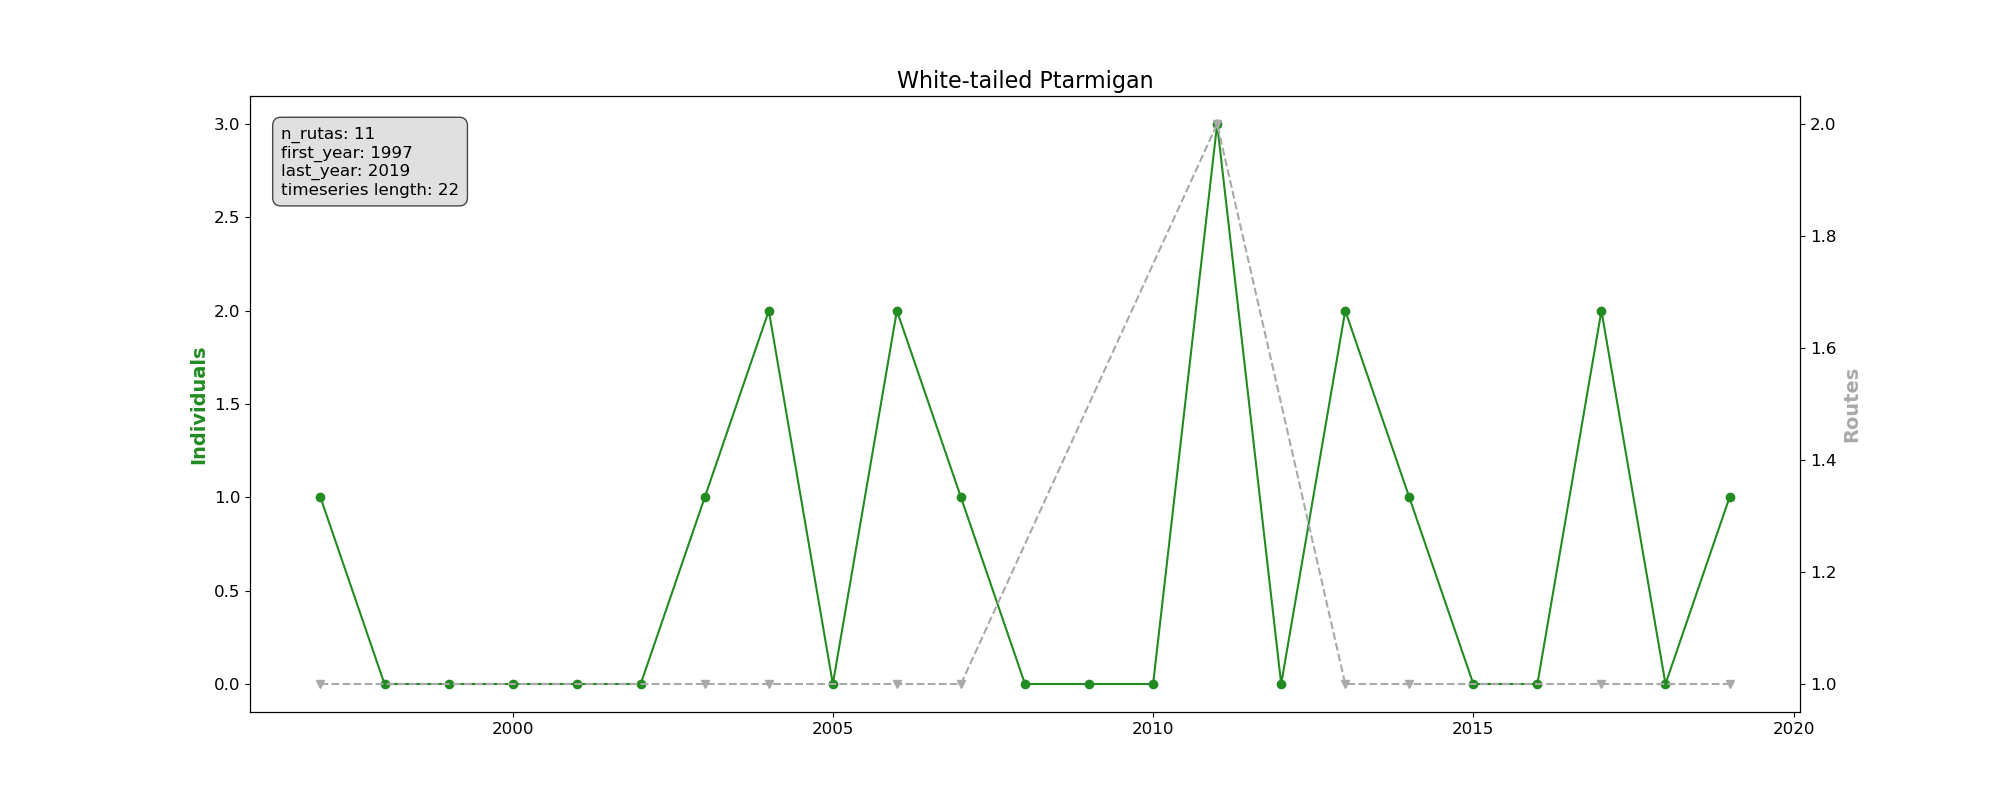 White-tailed Ptarmigan
n_rutas: 11
first_year: 1997
last_year: 2019
timeseries length: 22
3.0
2.5
2.0
1.5
1.0
0.5
0.0
Individuals
2.0
1.8
1.6
1.4
1.2
1.0
Routes
2000
2005
2010
2015
2020